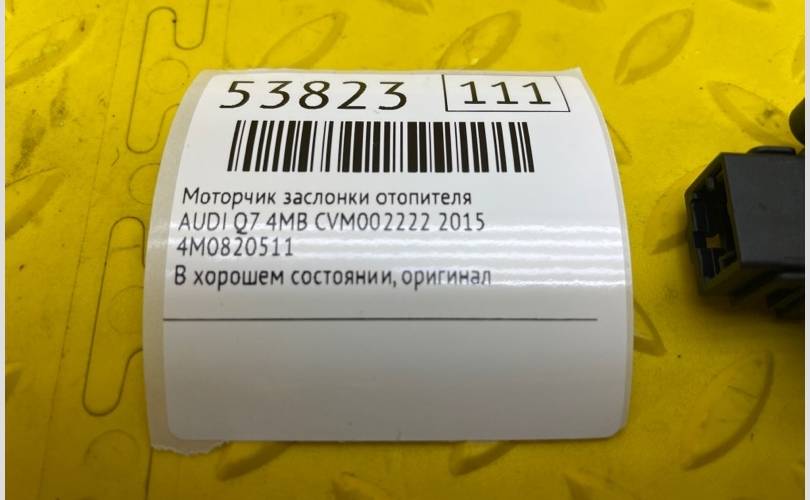 53823 111
Моторчик заслонки отопителя
AUDI Q7 4MB CVM002222 2015
4M0820511
В хорошем состоянии, оригинал